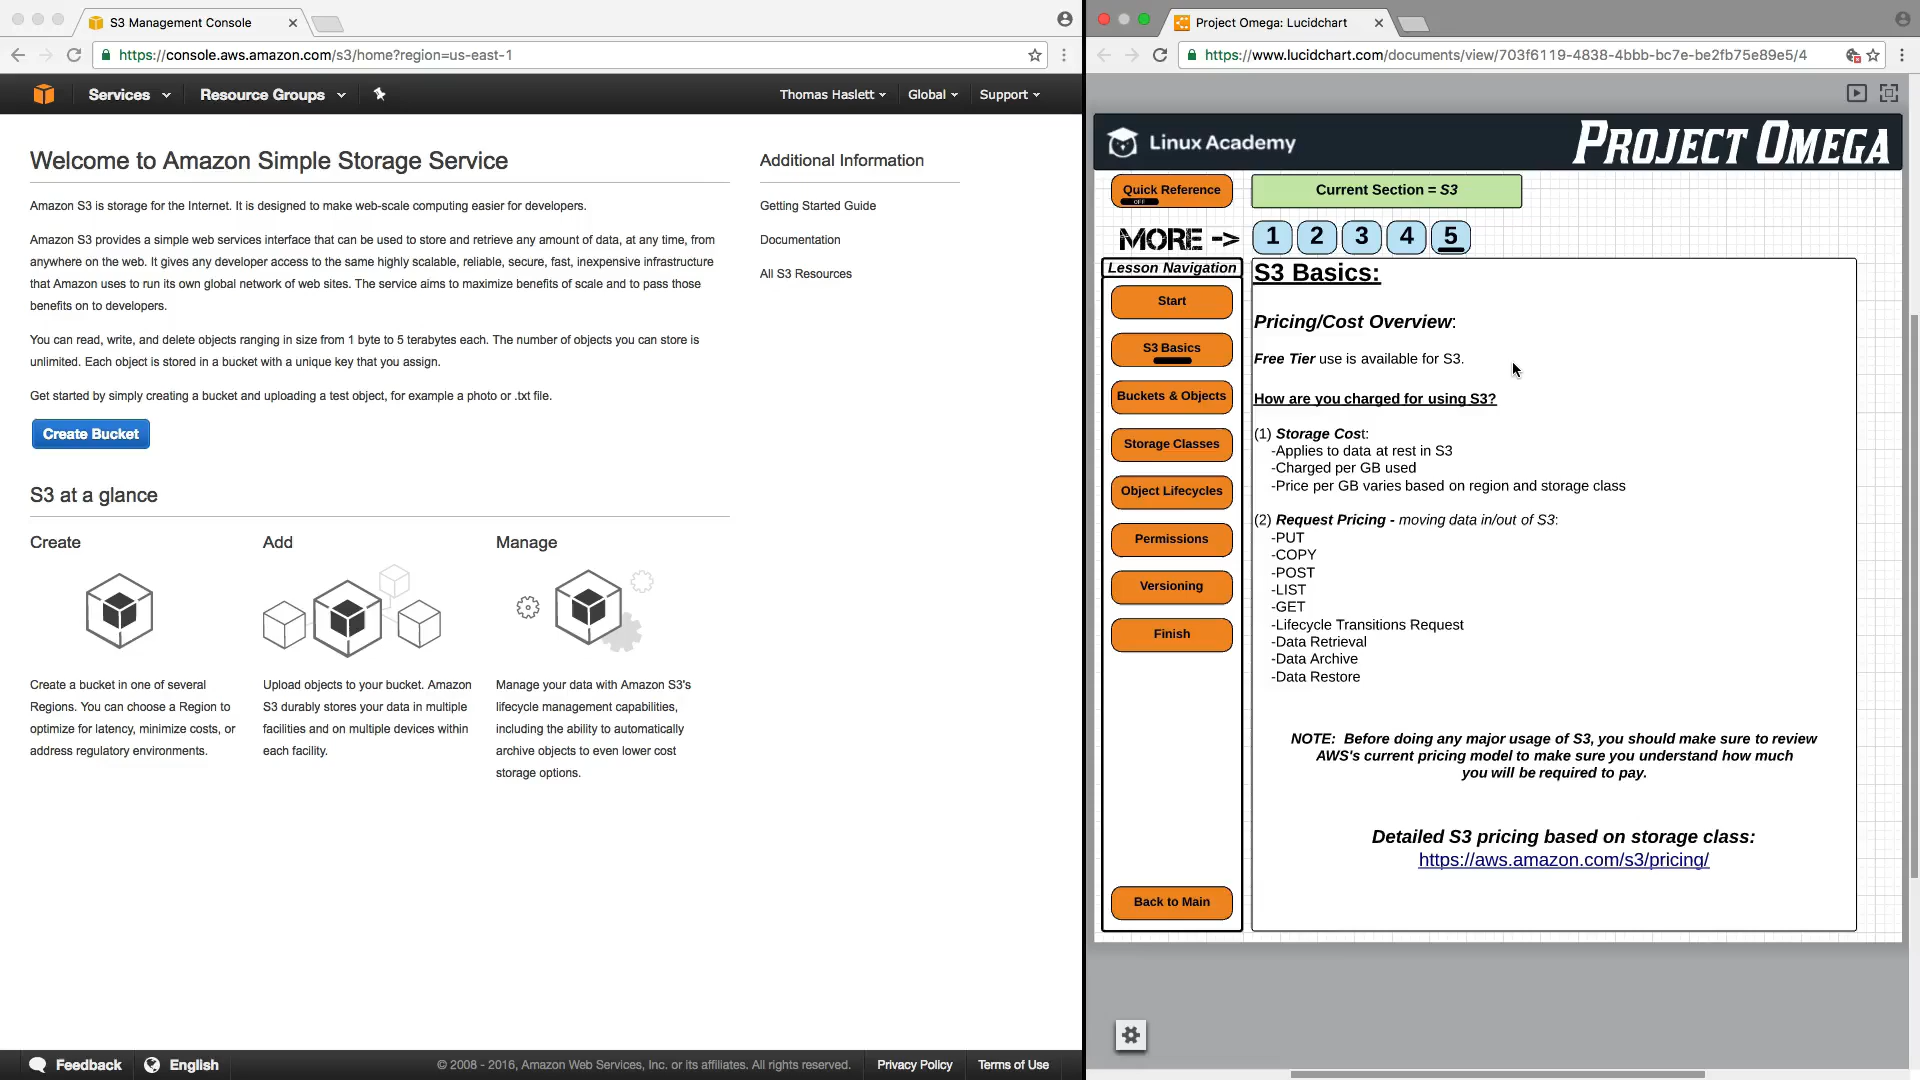 S3 Management Console
https://console.aws.amazon.com/s3/home?region=us-east-1
Services
Resource Groups
Thomas Haslett
Global
Support
Welcome to Amazon Simple Storage Service
Amazon S3 is storage for the Internet. It is designed to make web-scale computing easier for developers.
Amazon S3 provides a simple web services interface that can be used to store and retrieve any amount of data, at any time, from
anywhere on the web. It gives any developer access to the same highly scalable, reliable, secure, fast, inexpensive infrastructure
that Amazon uses to run its own global network of web sites. The service aims to maximize benefits of scale and to pass those
benefits on to developers.
You can read, write, and delete objects ranging in size from 1 byte to 5 terabytes each. The number of objects you can store is
unlimited. Each object is stored in a bucket with a unique key that you assign.
Get started by simply creating a bucket and uploading a test object, for example a photo or .txt file.
Create Bucket
Additional Information
Getting Started Guide
Documentation
All S3 Resources
S3 at a glance
Create
Create a bucket in one of several
Regions. You can choose a Region to
optimize for latency, minimize costs, or
address regulatory environments.
Add
Upload objects to your bucket. Amazon
S3 durably stores your data in multiple
facilities and on multiple devices within
each facility.
Manage
Manage your data with Amazon S3's
lifecycle management capabilities,
including the ability to automatically
archive objects to even lower cost
storage options.
Feedback
English
© 2008 - 2016, Amazon Web Services, Inc. or its affiliates. All rights reserved.
Privacy Policy
Terms of Use
Project Omega: Lucidchart
https://www.lucidchart.com/documents/view/703f6119-4838-4bbb-bc7e-be2fb75e89e5/4
Linux Academy
PROJECT OMEGA
Quick Reference
OFF
Current Section = S3
MORE ->
1
2
3
4
5
Lesson Navigation
Start
S3 Basics
Buckets & Objects
Storage Classes
Object Lifecycles
Permissions
Versioning
Finish
Back to Main
S3 Basics:
Pricing/Cost Overview:
Free Tier use is available for S3.
How are you charged for using S3?
(1) Storage Cost:
-Applies to data at rest in S3
-Charged per GB used
-Price per GB varies based on region and storage class
(2) Request Pricing - moving data in/out of S3:
-PUT
-COPY
-POST
-LIST
-GET
-Lifecycle Transitions Request
-Data Retrieval
-Data Archive
-Data Restore
NOTE: Before doing any major usage of S3, you should make sure to review
AWS's current pricing model to make sure you understand how much
you will be required to pay.
Detailed S3 pricing based on storage class:
https://aws.amazon.com/s3/pricing/